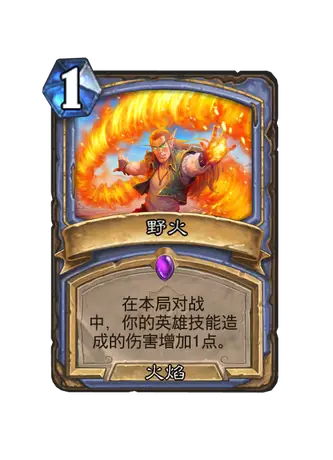 1
野火
在本局对战
中，你的英雄技能造
成的伤害增加1点。
火焰